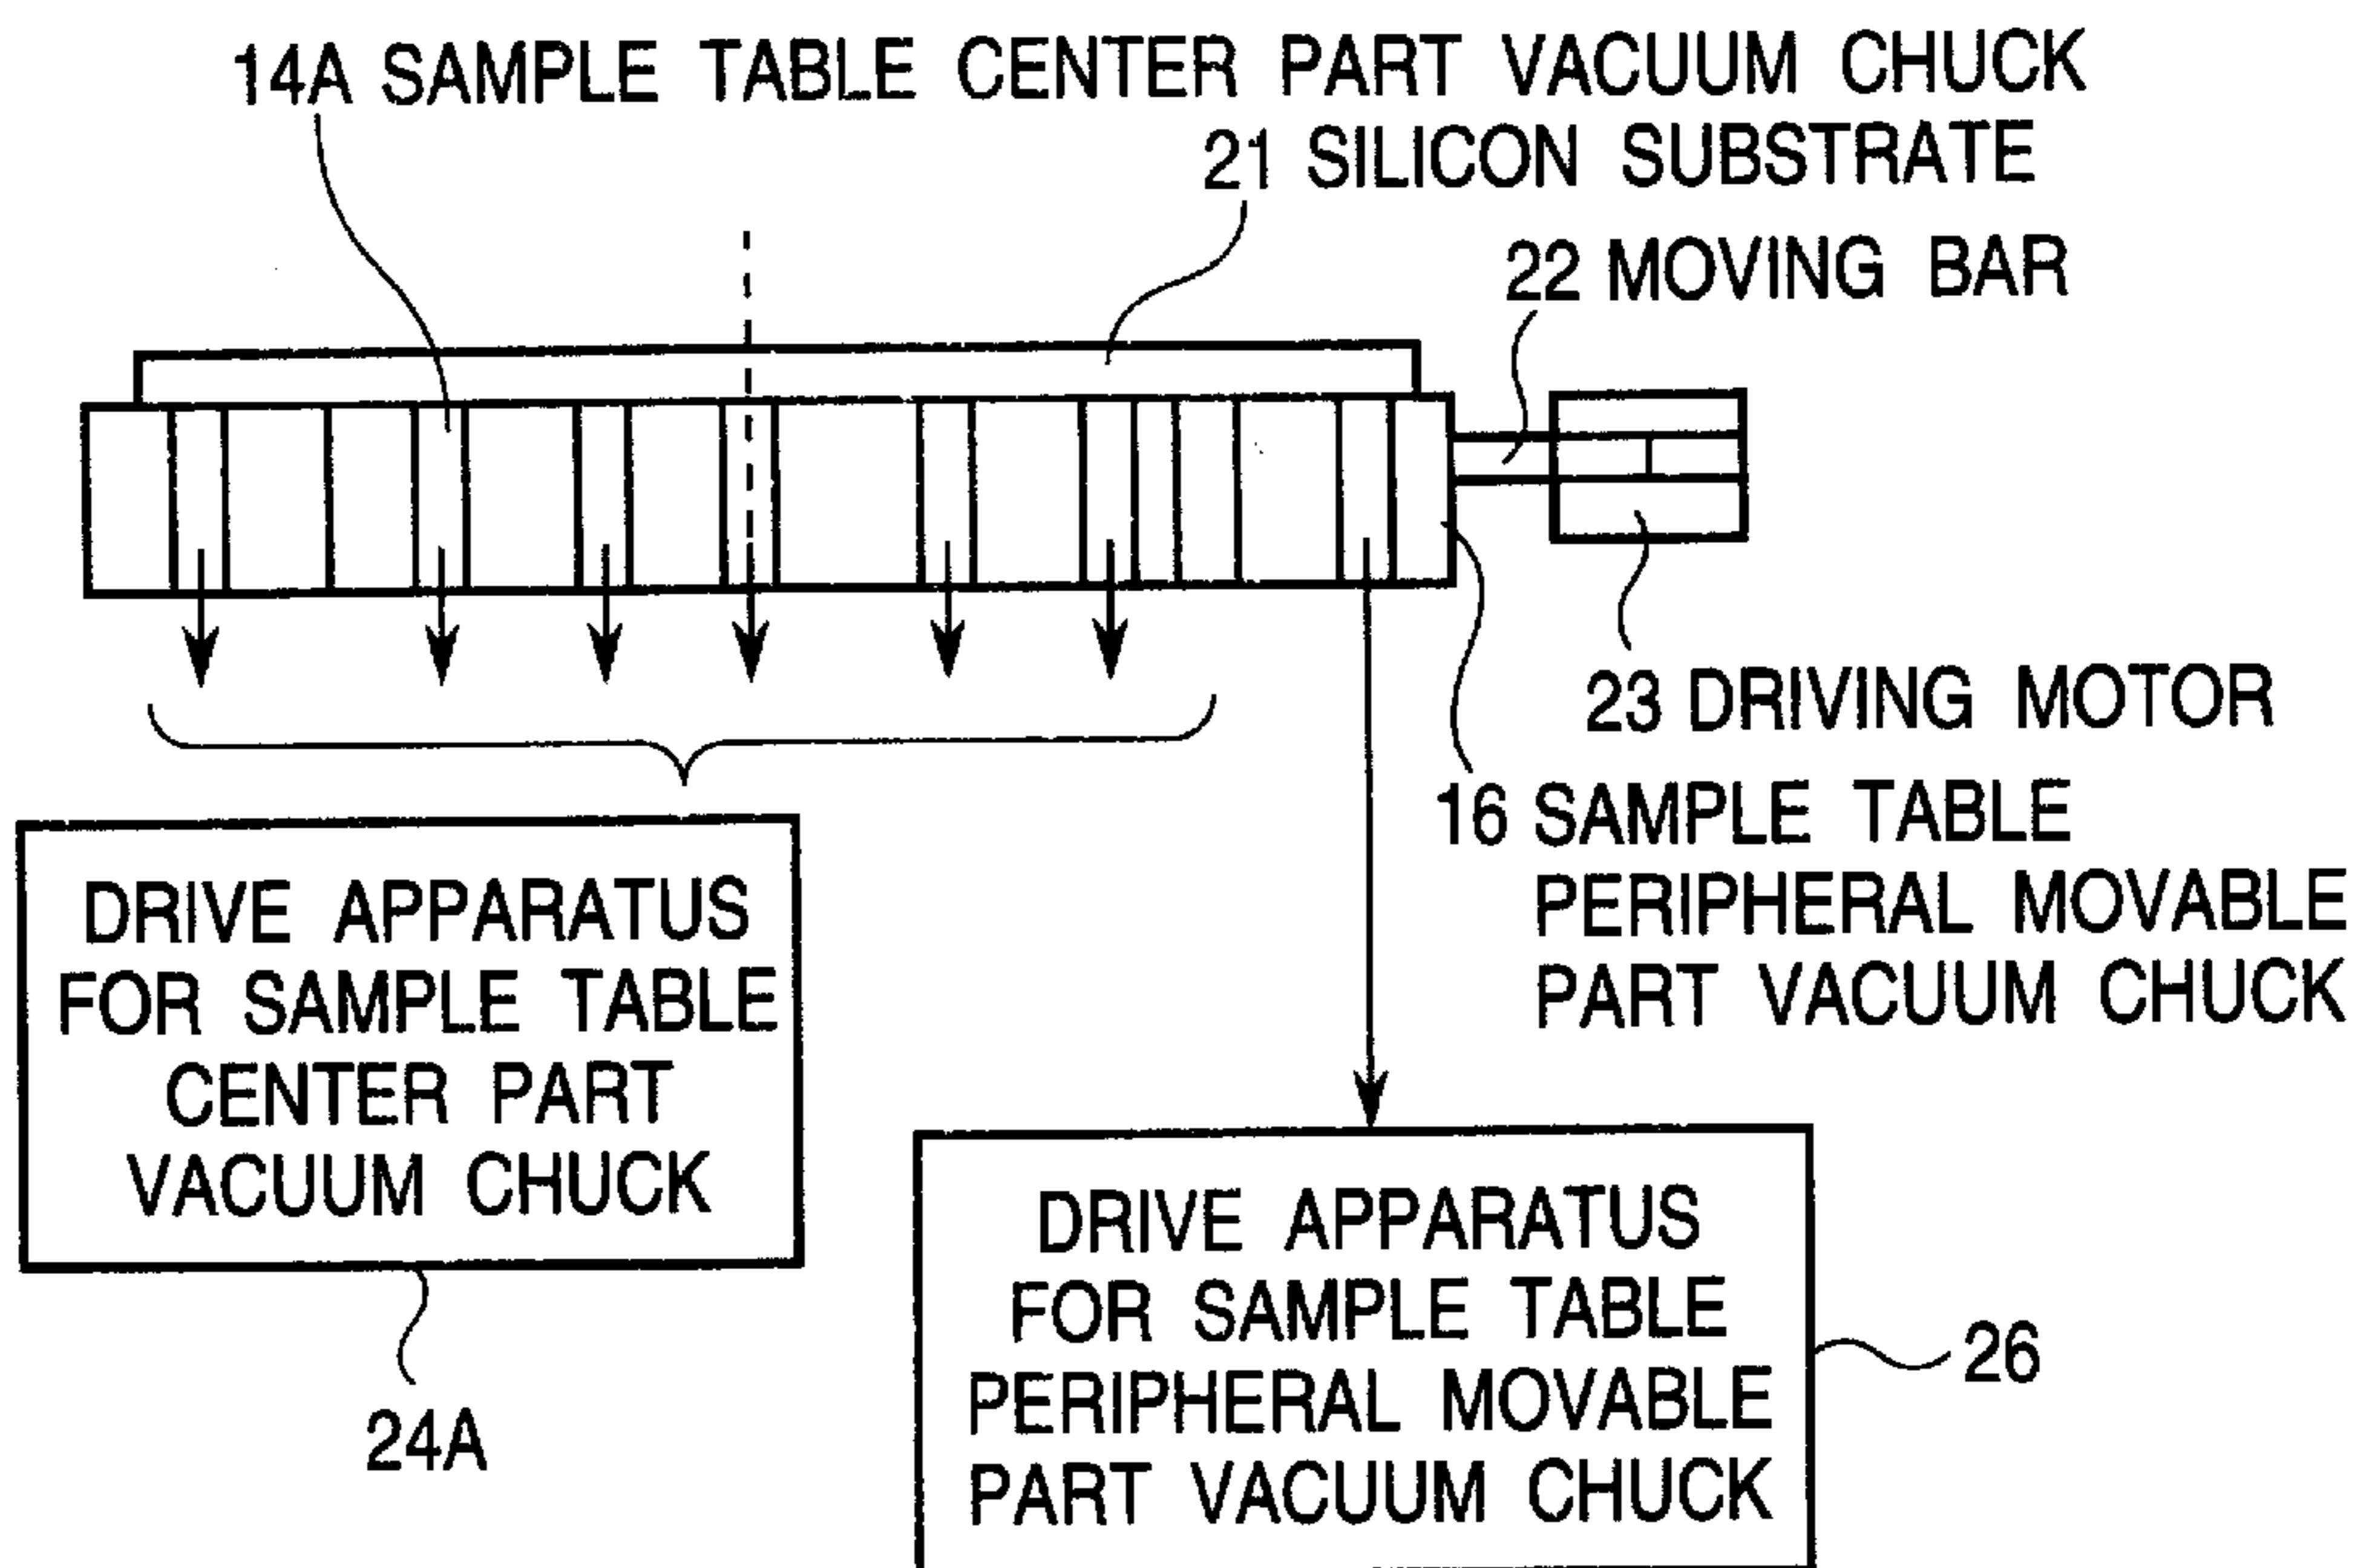 14A SAMPLE TABLE CENTER PART VACUUM CHUCK
21 SILICON SUBSTRATE
22 MOVING BAR
23 DRIVING MOTOR
16 SAMPLE TABLE
PERIPHERAL MOVABLE
PART VACUUM CHUCK
DRIVE APPARATUS
FOR SAMPLE TABLE
CENTER PART
VACUUM CHUCK
24A
DRIVE APPARATUS
FOR SAMPLE TABLE
PERIPHERAL MOVABLE
PART VACUUM CHUCK
26